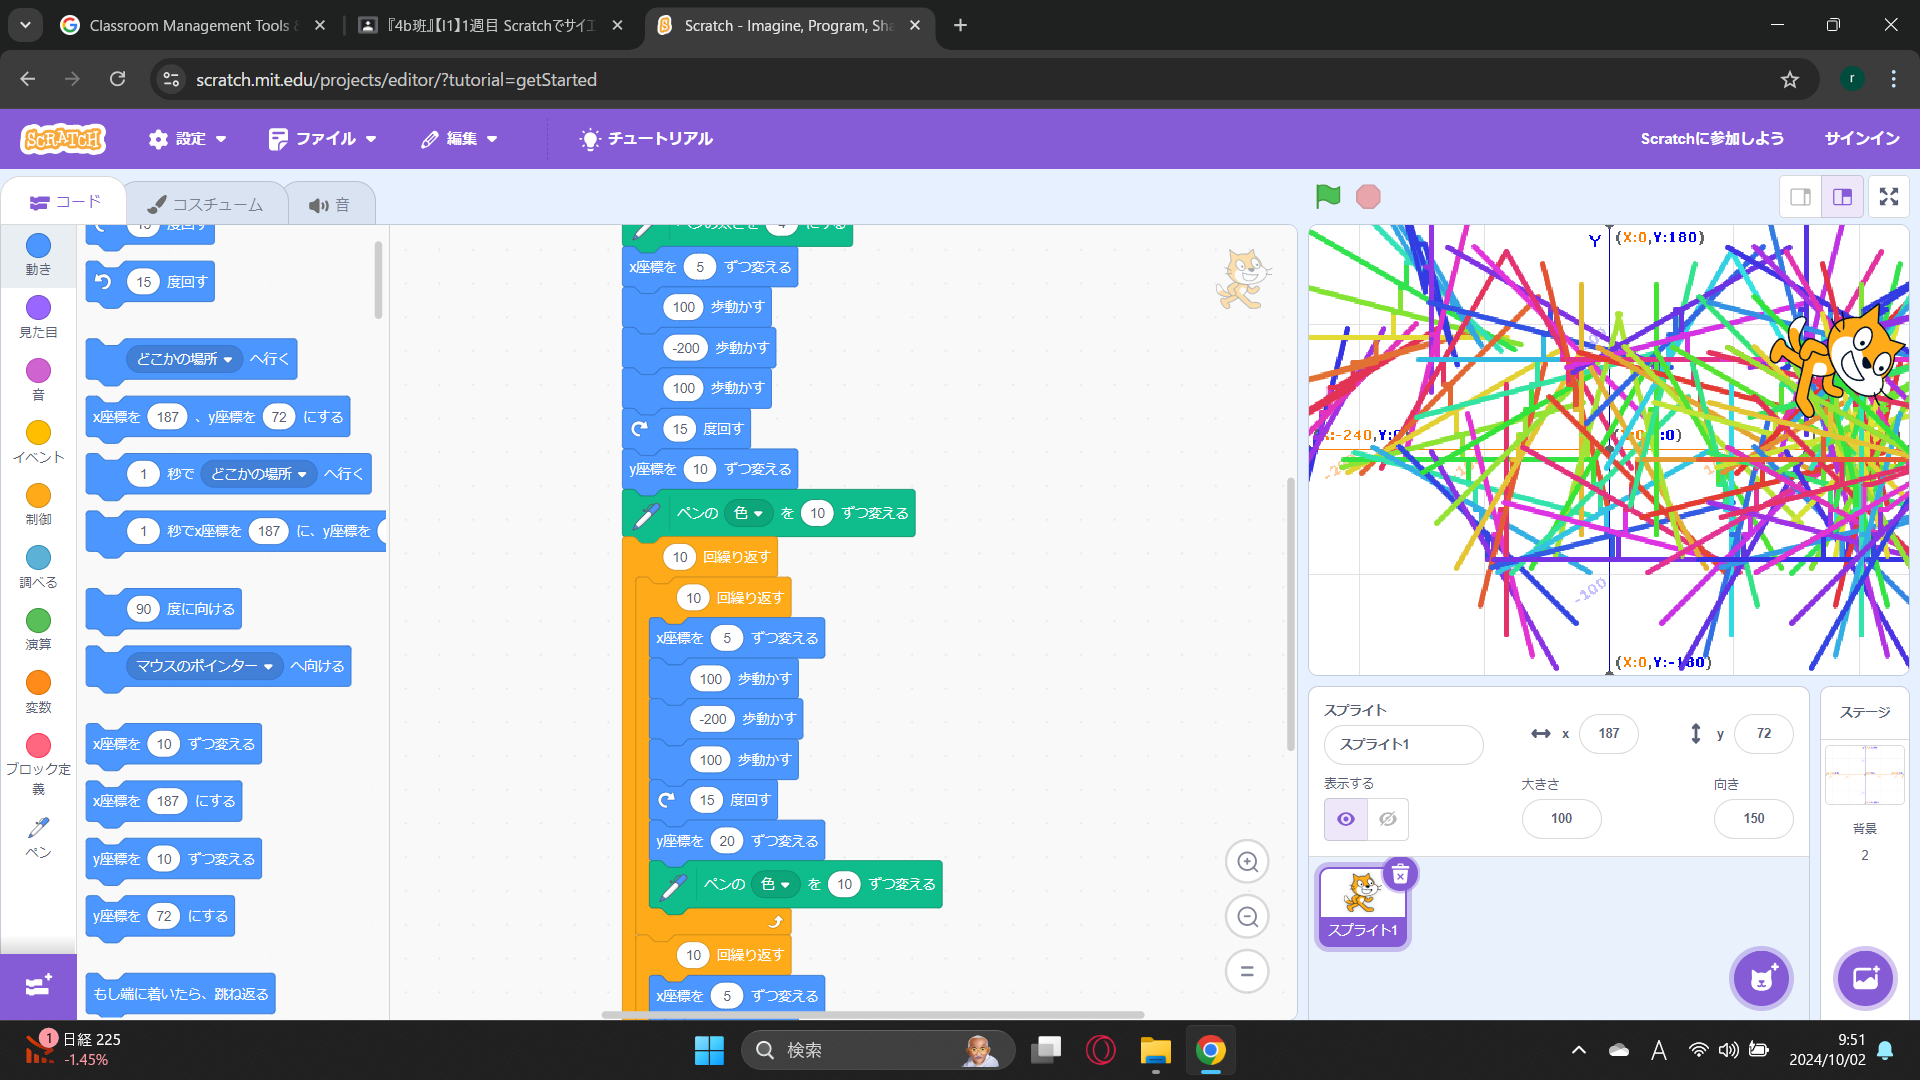 Classroom Management Tools &
『4b班』【I1】1週目 Scratchでサイエ
Scratch - Imagine, Program, Sha
scratch.mit.edu/projects/editor/?tutorial=getStarted
r
SCRATCH
設定
ファイル
編集
チュートリアル
Scratchに参加しよう
サインイン
コード
コスチューム
音
動き
見た目
音
イベント
制御
調べる
演算
変数
ブロック定義
ペン
15 度回す
15 度回す
どこかの場所 へ行く
x座標を 187 、y座標を 72 にする
1 秒で どこかの場所 へ行く
1 秒でx座標を 187 に、y座標を
90 度に向ける
マウスのポインター へ向ける
x座標を 10 ずつ変える
x座標を 187 にする
y座標を 10 ずつ変える
y座標を 72 にする
もし端に着いたら、跳ね返る
ペンの太さを 4 にする
x座標を 5 ずつ変える
100 歩動かす
-200 歩動かす
100 歩動かす
15 度回す
y座標を 10 ずつ変える
ペンの 色 を 10 ずつ変える
10 回繰り返す
10 回繰り返す
x座標を 5 ずつ変える
100 歩動かす
-200 歩動かす
100 歩動かす
15 度回す
y座標を 20 ずつ変える
ペンの 色 を 10 ずつ変える
10 回繰り返す
x座標を 5 ずつ変える
Y
(X:0,Y:180)
X:-240,Y:0
:0)
-100
(X:0,Y:-180)
スプライト
スプライト1
x 187
y 72
表示する
大きさ
100
向き
150
スプライト1
ステージ
背景
2
1
日経 225
-1.45%
検索
A
9:51
2024/10/02